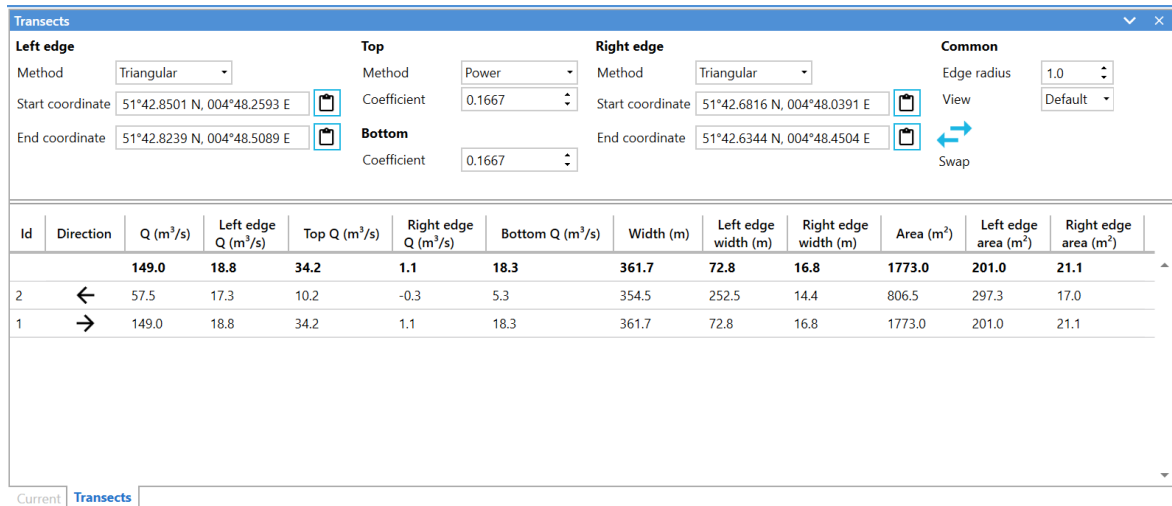 Transects
Left edge Top Right edge Common
Method Triangular Method Power Method Triangular Edge radius 1.0
Start coordinate 51°42.8501 N, 004°48.2593 E Coefficient 0.1667 Start coordinate 51°42.6816 N, 004°48.0391 E View Default
End coordinate 51°42.8239 N, 004°48.5089 E Bottom End coordinate 51°42.6344 N, 004°48.4504 E
Coefficient 0.1667 Swap
Id Direction Q (m³/s) Left edge Q (m³/s) Top Q (m³/s) Right edge Q (m³/s) Bottom Q (m³/s) Width (m) Left edge width (m) Right edge width (m) Area (m²) Left edge area (m²) Right edge area (m²)
149.0 18.8 34.2 1.1 18.3 361.7 72.8 16.8 1773.0 201.0 21.1
2 ← 57.5 17.3 10.2 -0.3 5.3 354.5 252.5 14.4 806.5 297.3 17.0
1 → 149.0 18.8 34.2 1.1 18.3 361.7 72.8 16.8 1773.0 201.0 21.1
Current Transects